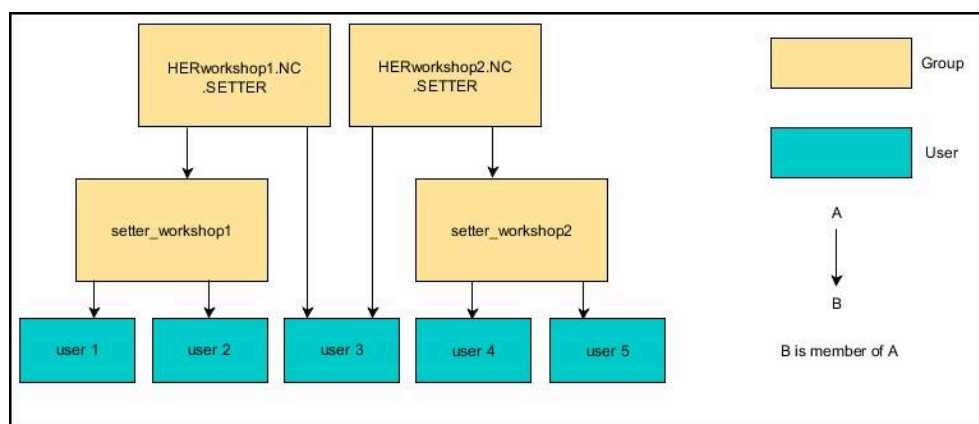 HERworkshop1.NC
.SETTER
HERworkshop2.NC
.SETTER
Group
User
setter_workshop1
setter_workshop2
A
B
user 1
user 2
user 3
user 4
user 5
B is member of A